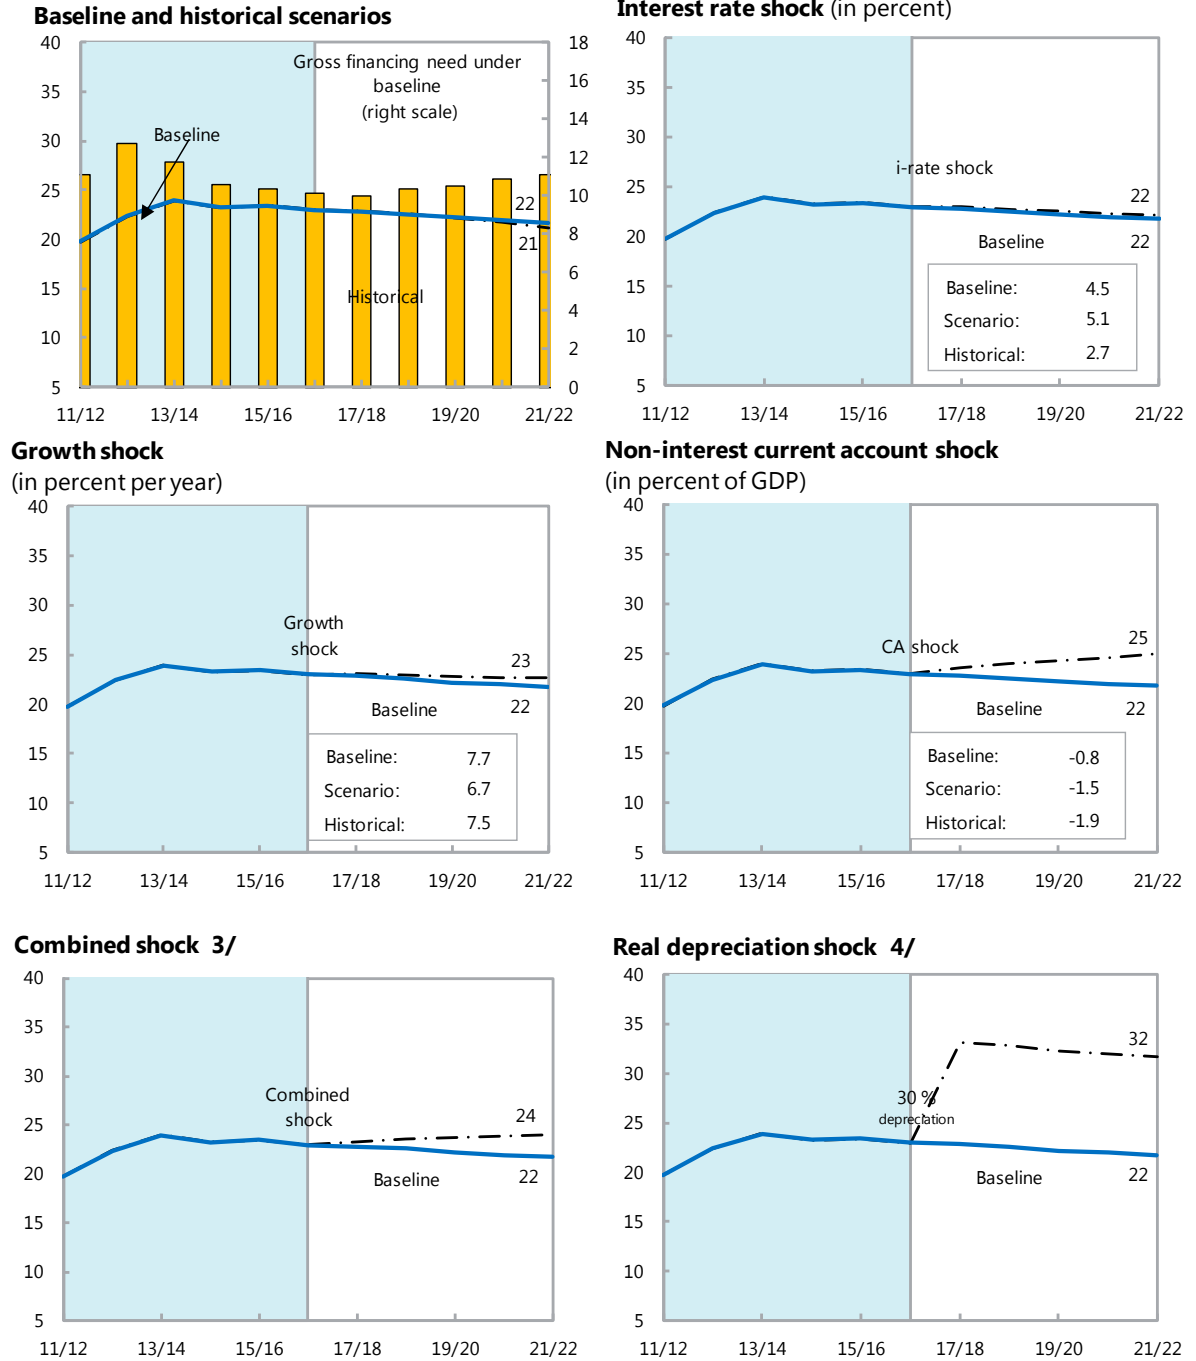 Baseline and historical scenarios
40
35
30
25
20
15
10
5
18
16
14
12
10
8
6
4
2
0
Gross financing need under
baseline
(right scale)
Baseline
22
21
Historical
11/12 13/14 15/16 17/18 19/20 21/22
Interest rate shock (in percent)
40
35
30
25
20
15
10
5
i-rate shock
22
Baseline 22
Baseline: 4.5
Scenario: 5.1
Historical: 2.7
11/12 13/14 15/16 17/18 19/20 21/22
Growth shock
(in percent per year)
40
35
30
25
20
15
10
5
Growth
shock
23
Baseline 22
Baseline: 7.7
Scenario: 6.7
Historical: 7.5
11/12 13/14 15/16 17/18 19/20 21/22
Non-interest current account shock
(in percent of GDP)
40
35
30
25
20
15
10
5
CA shock
25
Baseline 22
Baseline: -0.8
Scenario: -1.5
Historical: -1.9
11/12 13/14 15/16 17/18 19/20 21/22
Combined shock 3/
40
35
30
25
20
15
10
5
Combined
shock
24
Baseline 22
11/12 13/14 15/16 17/18 19/20 21/22
Real depreciation shock 4/
40
35
30
25
20
15
10
5
32
30 %
depreciation
Baseline 22
11/12 13/14 15/16 17/18 19/20 21/22